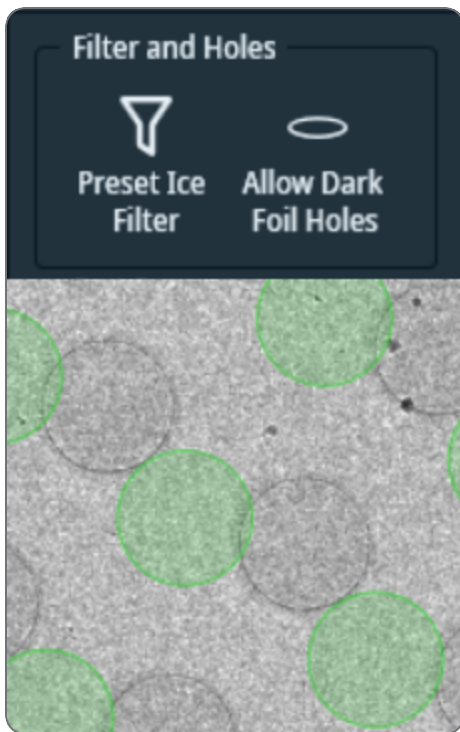 Filter and Holes
Preset Ice
Filter
Allow Dark
Foil Holes